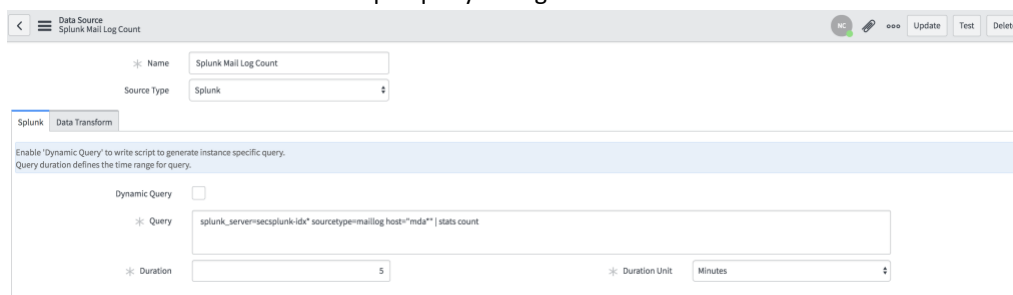 Data Source
Splunk Mail Log Count
NC
Update
Test
Name
Splunk Mail Log Count
Source Type
Splunk
Splunk
Data Transform
Enable 'Dynamic Query' to write script to generate instance specific query.
Query duration defines the time range for query.
Dynamic Query
Query
splunk_server=secsplunk-idx* sourcetype=maillog host="mda*" | stats count
Duration
5
Duration Unit
Minutes